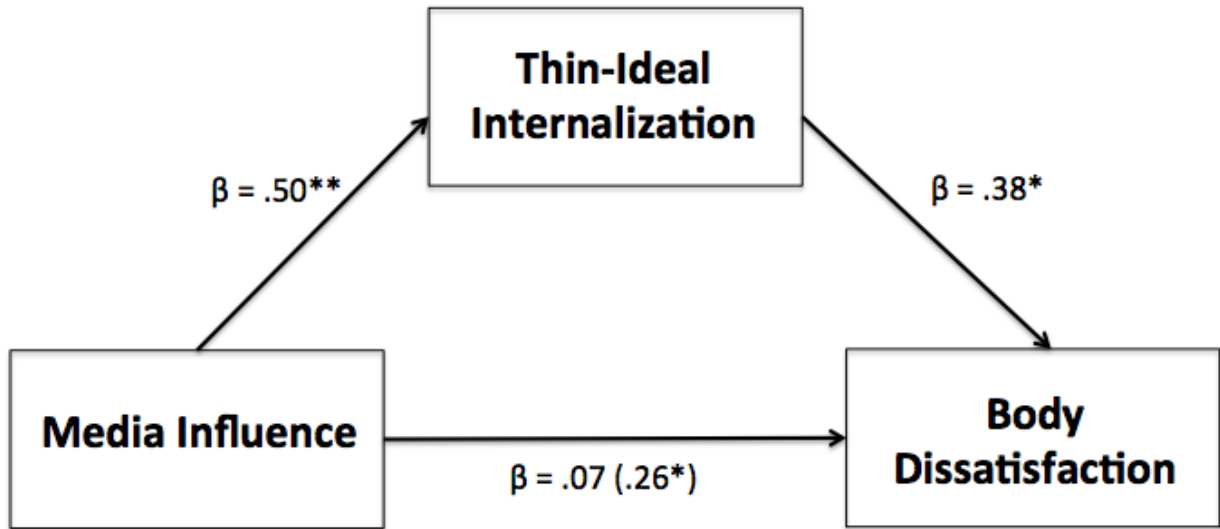 Thin-Ideal
Internalization
β = .50**
β = .38*
Media Influence
β = .07 (.26*)
Body
Dissatisfaction